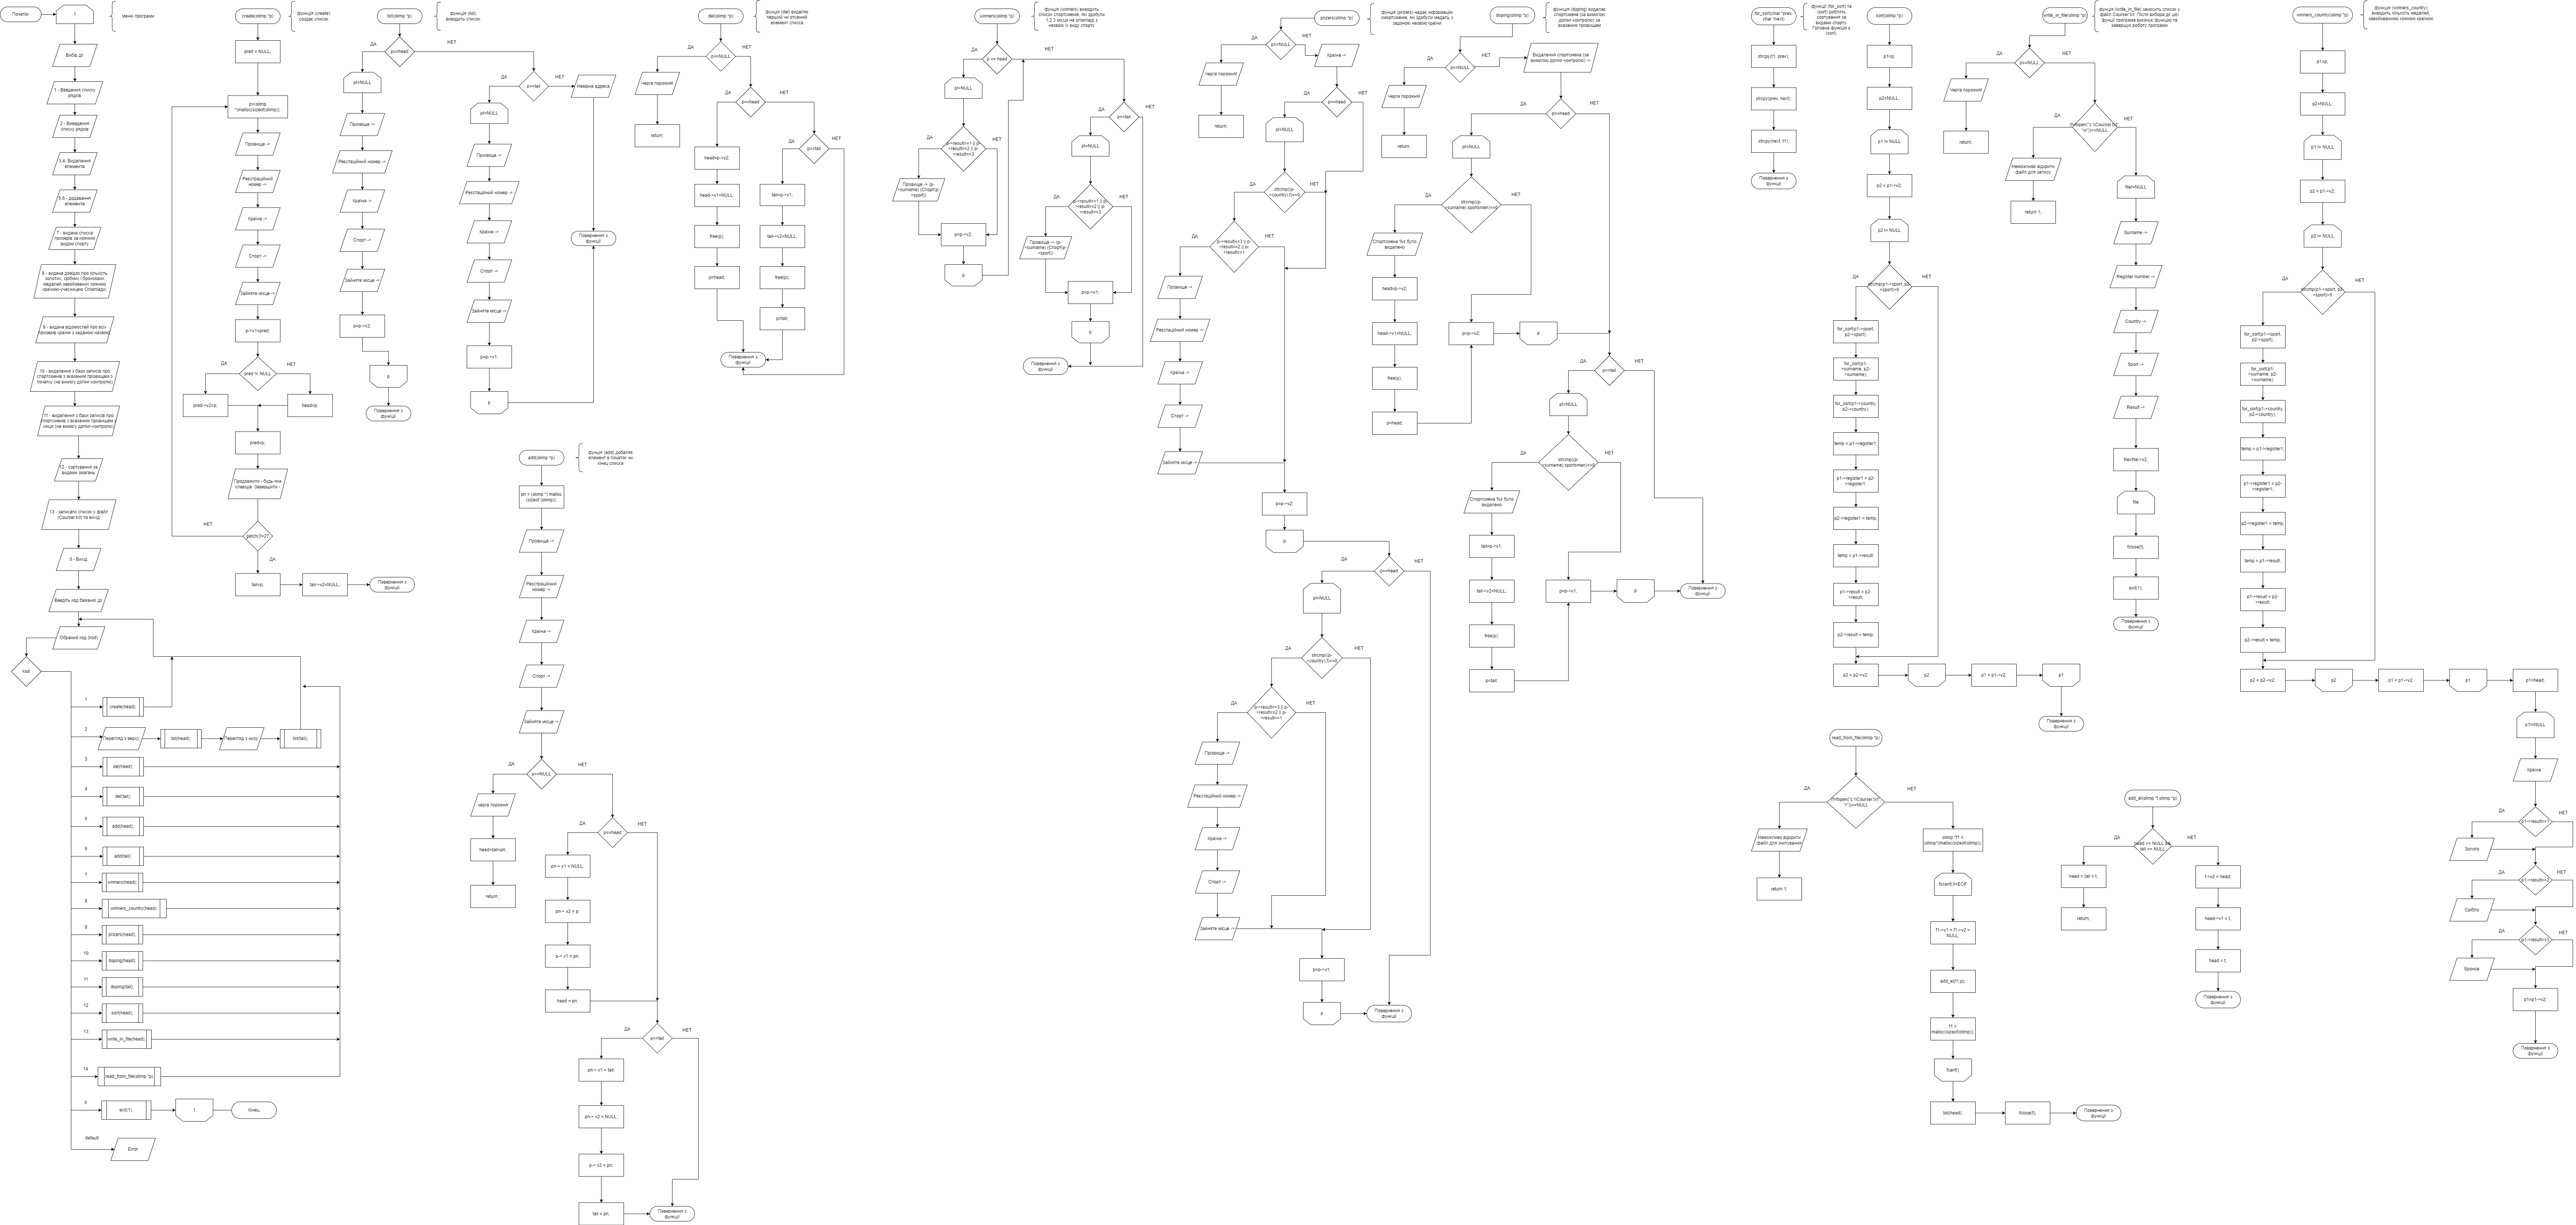 Початок
1
меню програми
Вибір дії
1 - Введення списку
рядків
2 - Виведення
списку рядків
3,4- Видалення
елемента
5,6 - додавання
елемента
7 - видача списка
призерів за кожним
видом спорту
8 - видача довідок про кількість
золотих, срібних і бронзових
медалей,завойованих кожною
країною-учасницею Олімпіади;
9 - видача відомостей про всіх
призерів країни з заданою назвою
10 - видалення з бази записів про
спортсменів з вказаним прізвищем з
початку (на вимогу допінг-контролю)
11 - видалення з бази записів про
спортсменів з вказаним прізвищем з
кінця (на вимогу допінг-контролю)
12 - сортування за
видами змагань
13 - записати список у файл
(Courser.txt) та вихід
0 - Вихід
Введіть код бажаної дії
Обраний код (kod)
kod
1
create(head);
2
Перегляд з верху
list(head);
Перегляд з низу
list(tail);
3
del(head);
4
del(tail);
5
add(head);
6
add(tail);
7
winners(head);
8
winners_country(head);
9
prizers(head);
10
doping(head);
11
doping(tail);
12
sort(head);
13
write_in_file(head);
14
read_from_file(olimp *p)
0
exit(1);
1
Кінец
default
Error
create(olimp *p)
функція (create)
создає список
pred = NULL;
p=(olimp
*)malloc(sizeof(olimp));
Прізвище ->
Реєстраційний
номер ->
Країна ->
Спорт ->
Зайняте місце ->
p->v1=pred;
ДА
НЕТ
pred != NULL
pred->v2=p;
head=p;
pred=p;
Продовжити - будь-яка
клавіша. Завершити -
НЕТ
getch()!=27
ДА
tail=p;
tail->v2=NULL;
Повернення з
функції
list(olimp *p)
функція (list)
виводить список
ДА
НЕТ
p==head
p!=NULL
Прізвище ->
Реєстаційний номер ->
Країна ->
Спорт ->
Зайняте місце ->
p=p->v2;
p
Повернення з
функції
ДА
НЕТ
p==tail
Невірна адреса
p!=NULL
Прізвище ->
Реєстаційний номер ->
Країна ->
Спорт ->
Зайняте місце ->
p=p->v1;
p
Повернення з
функції
add(olimp *p)
функція (add) добаляє
елемент в початок чи
кінец списка
pn = (olimp *) malloc
(sizeof (olimp);
Прізвище ->
Реєстраційний
номер ->
Країна ->
Спорт ->
Зайняте місце ->
ДА
НЕТ
p==NULL
черга порожня
head=tail=pn;
return ;
ДА
НЕТ
p==head
pn-> v1 = NULL;
pn-> v2 = p;
p-> v1 = pn;
head = pn;
ДА
НЕТ
p==tail
pn-> v1 = tail;
pn-> v2 = NULL;
p-> v2 = pn;
tail = pn;
Повернення з
функції
del(olimp *p)
функція (del) видаляє
перший чи отсанній
елемент списка
ДА
НЕТ
p==NULL
Черга порожня!
return;
ДА
НЕТ
p==head
head=p->v2;
head->v1=NULL;
free(p);
p=head;
ДА
НЕТ
p==tail
tail=p->v1;
tail->v2=NULL;
free(p);
p=tail;
Повернення з
функції
winners(olimp *p)
функція (winners) виводить
список спортсменів, які здобули
1,2,3 місця на олімпіаді з
назвою їх виду спорту
ДА
НЕТ
p == head
p!=NULL
ДА
НЕТ
p->result==1 || p-
>result==2 || p-
>result==3
Прізвище -> (p-
>surname) (Спорт(p-
>sport))
p=p->v2;
p
ДА
НЕТ
p==tail
p!=NULL
ДА
НЕТ
p->result==1 || p-
>result==2 || p-
>result==3
Прізвище -> (p-
>surname) (Спорт(p-
>sport))
p=p->v1;
p
Повернення з
функції
prizers(olimp *p)
функція (prizers) надає інформацію
смортсменів, які здобули медаль з
заданою назвою країни
ДА
НЕТ
p==NULL
Черга порожня!
return;
Країна ->
ДА
НЕТ
p==head
p!=NULL
ДА
НЕТ
strcmp((p-
>country),f)==0
ДА
НЕТ
p->result==3 || p-
>result==2 || p-
>result==1
Прізвище ->
Реєстаційний номер ->
Країна ->
Спорт ->
Зайняте місце ->
p=p->v2;
p
ДА
НЕТ
p==head
p!=NULL
ДА
НЕТ
strcmp((p-
>country),f)==0
ДА
НЕТ
p->result==3 || p-
>result==2 || p-
>result==1
Прізвище ->
Реєстаційний номер ->
Країна ->
Спорт ->
Зайняте місце ->
p=p->v1;
p
Повернення з
функції
doping(olimp *p)
функція (doping) видаляє
спортсмена (за вимогою
допінг-контролю) за
вказаним прізвищем
ДА
НЕТ
p==NULL
Черга порожня!
return;
Видалення спортсмена (за
вимогою допінг-контролю) ->
ДА
НЕТ
p==head
p!=NULL
ДА
НЕТ
strcmp((p-
>surname),sportsmen)==0
Спортсмена %s було
видалено
head=p->v2;
head->v1=NULL;
free(p);
p=head;
p=p->v2;
p
ДА
НЕТ
p==tail
p!=NULL
ДА
НЕТ
strcmp((p-
>surname),sportsmen)==0
Спортсмена %s було
видалено
tail=p->v1;
tail->v2=NULL;
free(p);
p=tail;
p=p->v1;
p
Повернення з
функції
for_sort(char *prev,
char *next)
функції (for_sort) та
(sort) роблять
сортування за
видами спорту.
Головна функція є
(sort).
strcpy(t1, prev);
strcpy(prev, next);
strcpy(next, t1);
Повернення з
функції
sort(olimp *p)
p1=p;
p2=NULL;
p1 != NULL
p2 = p1->v2;
p2 != NULL
ДА
НЕТ
strcmp(p1->sport, p2-
>sport)>0
for_sort(p1->sport,
p2->sport);
for_sort(p1-
>surname, p2-
>surname);
for_sort(p1->country,
p2->country);
temp = p1->register1;
p1->register1 = p2-
>register1;
p2->register1 = temp;
temp = p1->result;
p1->result = p2-
>result;
p2->result = temp;
p2 = p2->v2;
p2
p1 = p1->v2;
p1
Повернення з
функції
write_in_file(olimp *p)
функція (write_in_file) заносить список у
файл Courser.txt. Після вибора дії цієї
функції програма виконує функцію та
завершує роботу програми
ДА
НЕТ
p==NULL
Черга порожня!
return;
ДА
НЕТ
(f=fopen("c:\\Courser.txt",
"w"))==NULL
Неможливо відкрити
файл для запису
return 1;
file!=NULL
Surname ->
Register number ->
Country ->
Sport ->
Result ->
file=file->v2;
file
fclose(f);
exit(1);
Повернення з
функції
winners_country(olimp *p)
функція (winners_country)
виводить кількість медалей,
завойованими кожною країною
p1=p;
p2=NULL;
p1 != NULL
p2 = p1->v2;
p2 != NULL
ДА
НЕТ
strcmp(p1->sport, p2-
>sport)>0
for_sort(p1->sport,
p2->sport);
for_sort(p1-
>surname, p2-
>surname);
for_sort(p1->country,
p2->country);
temp = p1->register1;
p1->register1 = p2-
>register1;
p2->register1 = temp;
temp = p1->result;
p1->result = p2-
>result;
p2->result = temp;
p2 = p2->v2;
p2
p1 = p1->v2;
p1
p1=head;
p1!=NULL
Країна
ДА
НЕТ
p1->result==1
Золото
ДА
НЕТ
p1->result==2
Срібло
ДА
НЕТ
p1->result==3
Бронза
p1=p1->v2;
Повернення з
функції
read_from_file(olimp *p)
ДА
НЕТ
(f=fopen("c:\\Courser.txt",
"r"))==NULL
Неможливо відкрити
файл для зчитування
return 1;
olimp *f1 =
(olimp*)malloc(sizeof(olimp));
fscanf()!=EOF
f1->v1 = f1->v2 =
NULL;
add_el(f1,p);
f1 =
malloc(sizeof(olimp));
fcanf()
list(head);
fclose(f);
Повернення з
функції
add_el(olimp *t,olimp *p)
ДА
НЕТ
head == NULL &&
tail == NULL
head = tail = t;
return;
t->v2 = head;
head->v1 = t;
head = t;
Повернення з
функції